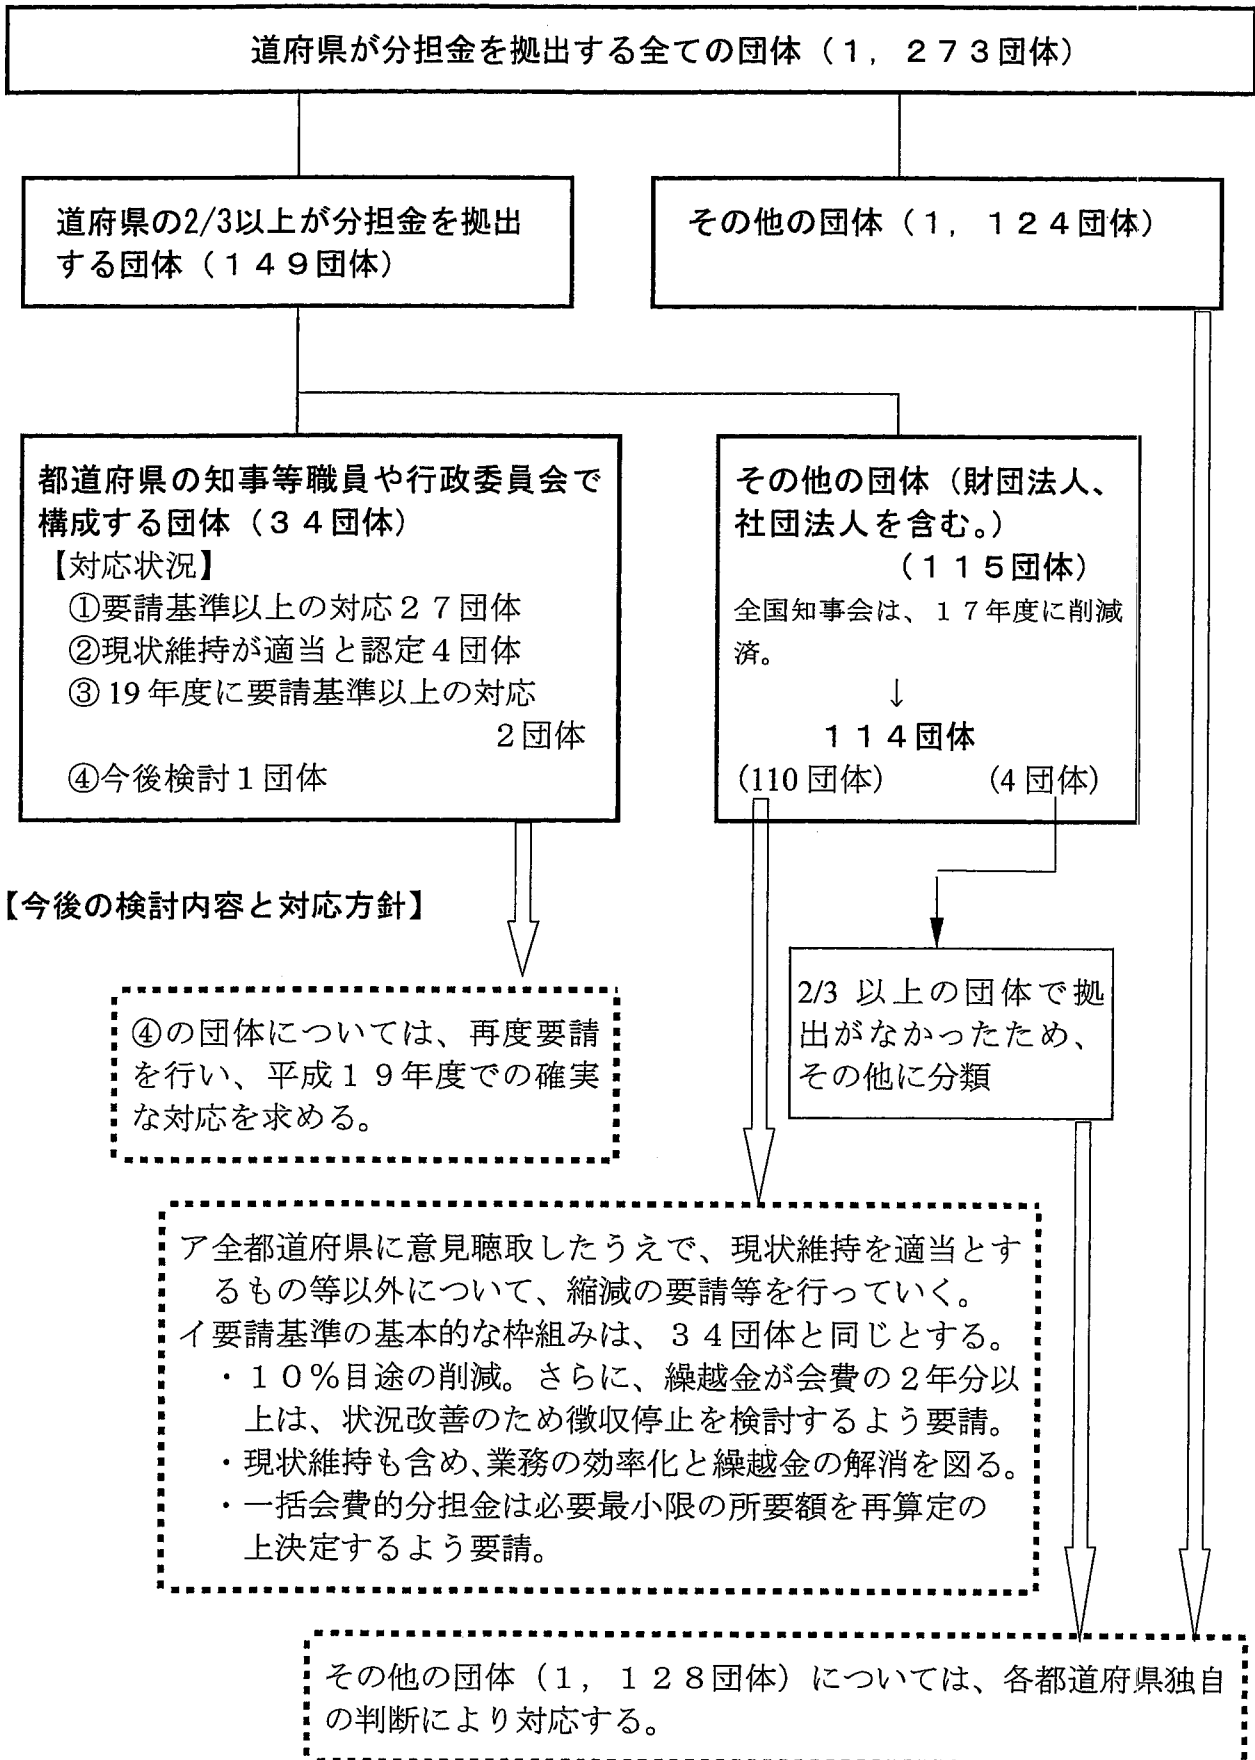 道府県が分担金を拠出する全ての団体（１，２７３団体）
道府県の2/3以上が分担金を拠出
する団体（１４９団体）
その他の団体（１，１２４団体）
都道府県の知事等職員や行政委員会で
構成する団体（３４団体）
【対応状況】
①要請基準以上の対応２７団体
②現状維持が適当と認定４団体
③19年度に要請基準以上の対応
２団体
④今後検討１団体
その他の団体（財団法人、
社団法人を含む。）
（１１５団体）
全国知事会は、１７年度に削減
済。
↓
１１４団体
(110団体)　(4団体)
【今後の検討内容と対応方針】
④の団体については、再度要請
を行い、平成１９年度での確実
な対応を求める。
2/3 以上の団体で拠
出がなかったため、
その他に分類
ア全都道府県に意見聴取したうえで、現状維持を適当とす
るもの等以外について、縮減の要請等を行っていく。
イ要請基準の基本的な枠組みは、３４団体と同じとする。
・１０％目途の削減。さらに、繰越金が会費の２年分以
上は、状況改善のため徴収停止を検討するよう要請。
・現状維持も含め、業務の効率化と繰越金の解消を図る。
・一括会費的分担金は必要最小限の所要額を再算定の
上決定するよう要請。
その他の団体（１，１２８団体）については、各都道府県独自
の判断により対応する。